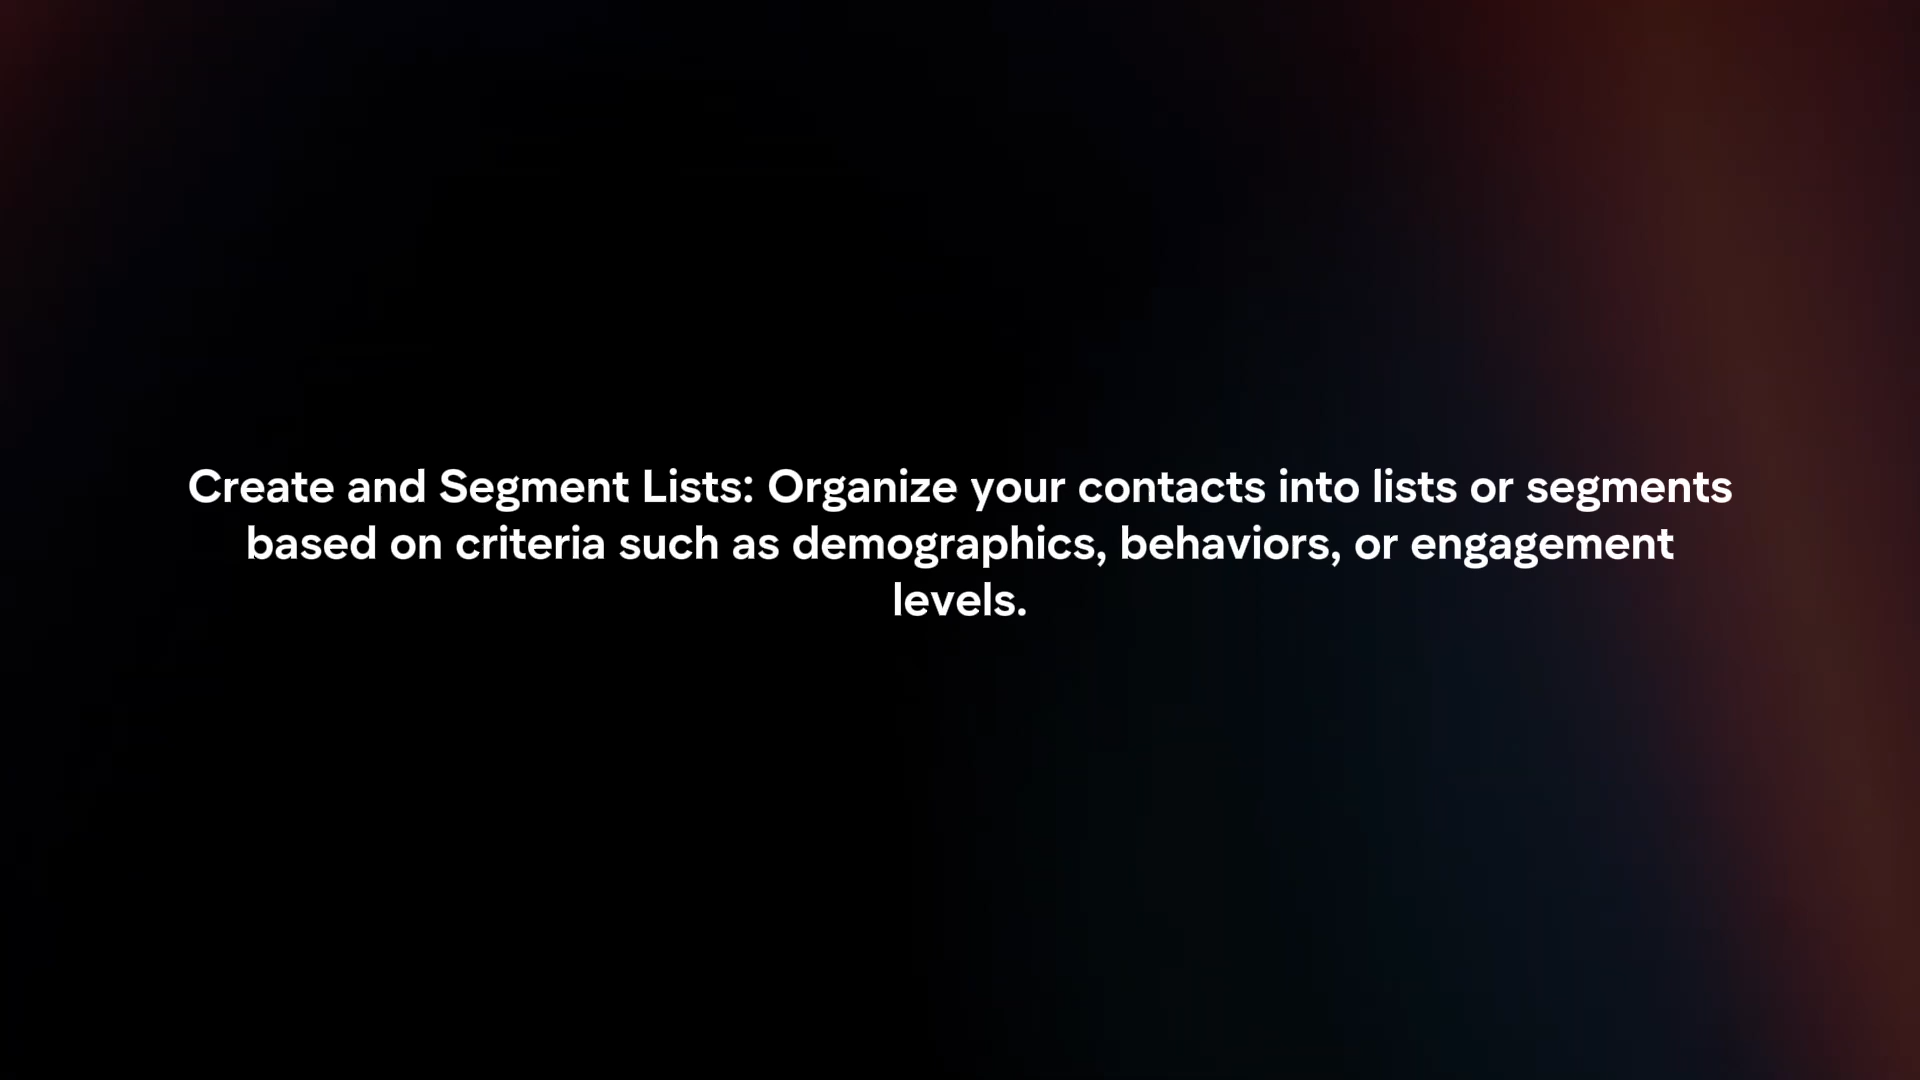 Create and Segment Lists: Organize your contacts into lists or segments
based on criteria such as demographics, behaviors, or engagement
levels.